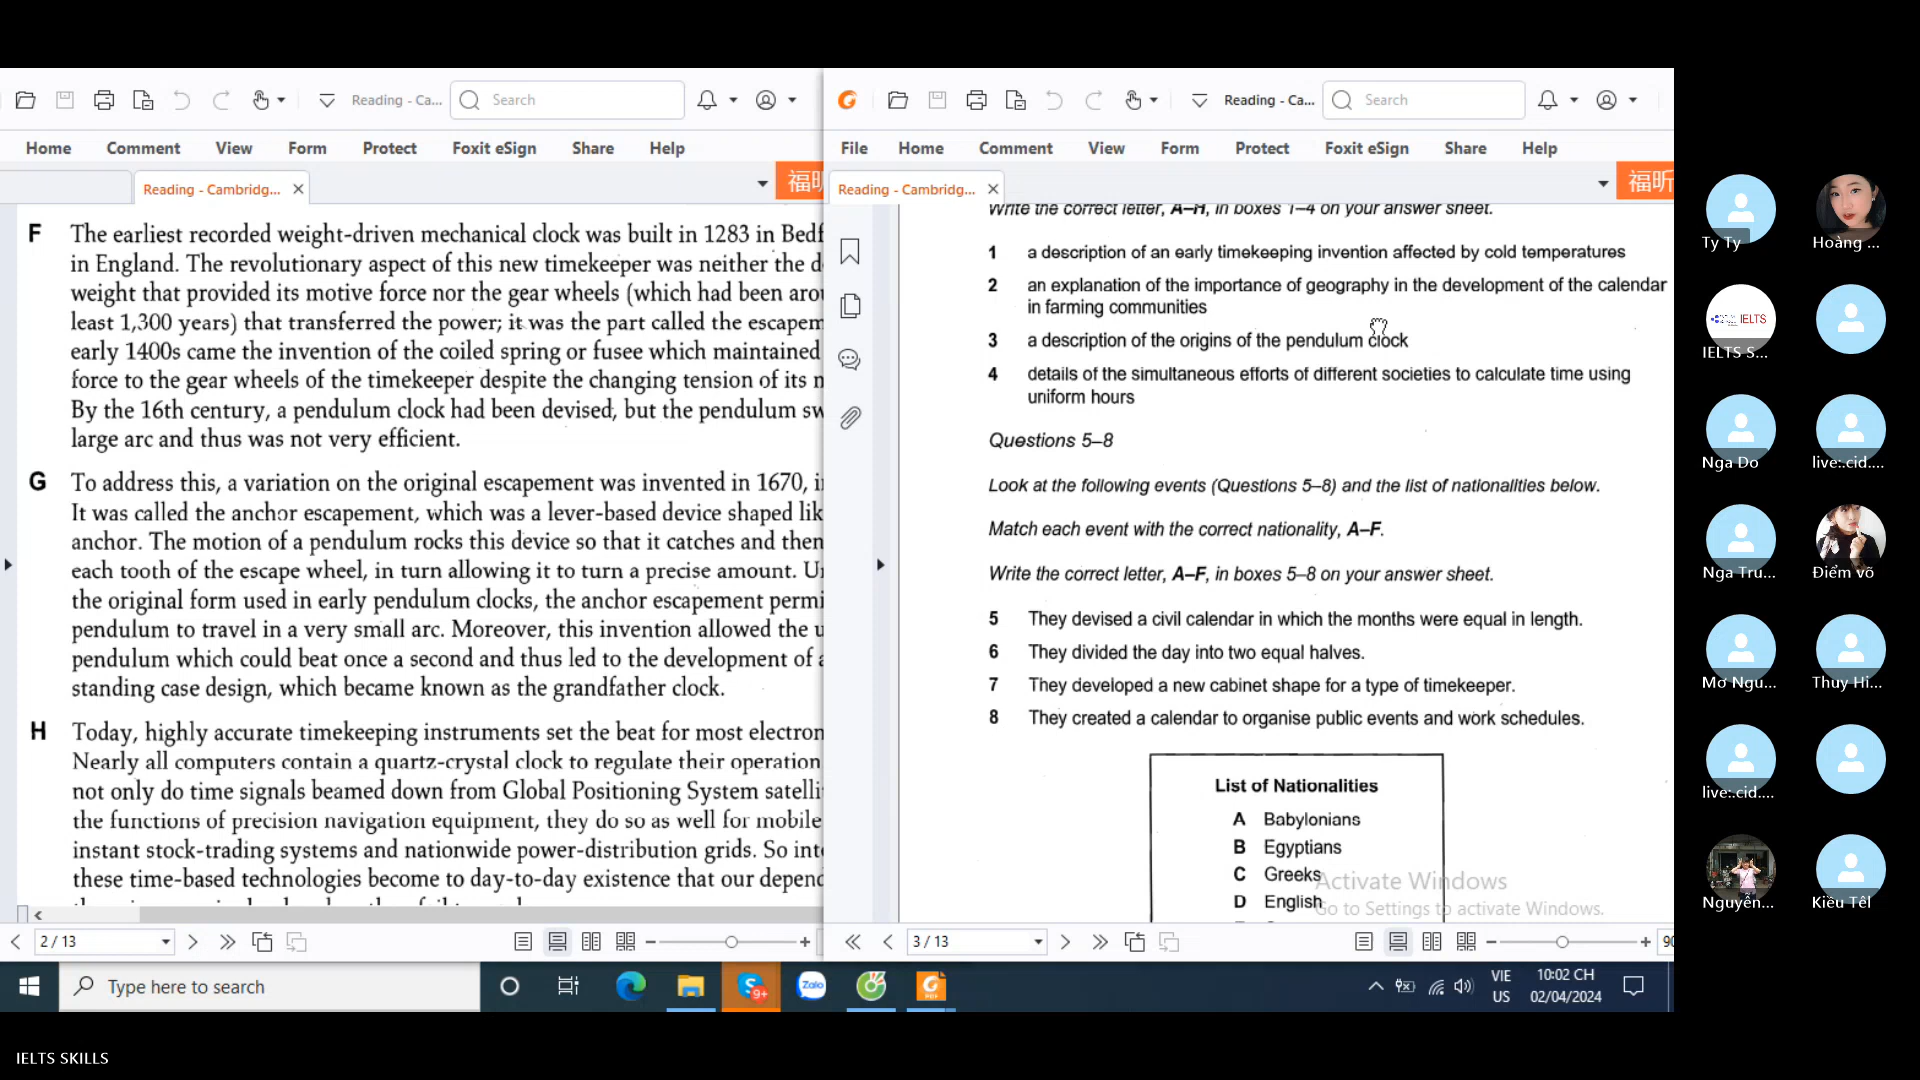 Reading - Ca...
Search
Home Comment View Form Protect Foxit eSign Share Help
Reading - Cambridg...
福昕
F The earliest recorded weight-driven mechanical clock was built in 1283 in Bedf
in England. The revolutionary aspect of this new timekeeper was neither the d
weight that provided its motive force nor the gear wheels (which had been arou
least 1,300 years) that transferred the power; it was the part called the escapem
early 1400s came the invention of the coiled spring or fusee which maintained
force to the gear wheels of the timekeeper despite the changing tension of its m
By the 16th century, a pendulum clock had been devised, but the pendulum sw
large arc and thus was not very efficient.
G To address this, a variation on the original escapement was invented in 1670, i
It was called the anchor escapement, which was a lever-based device shaped lik
anchor. The motion of a pendulum rocks this device so that it catches and then
each tooth of the escape wheel, in turn allowing it to turn a precise amount. Un
the original form used in early pendulum clocks, the anchor escapement permi
pendulum to travel in a very small arc. Moreover, this invention allowed the u
pendulum which could beat once a second and thus led to the development of a
standing case design, which became known as the grandfather clock.
H Today, highly accurate timekeeping instruments set the beat for most electron
Nearly all computers contain a quartz-crystal clock to regulate their operation
not only do time signals beamed down from Global Positioning System satelli
the functions of precision navigation equipment, they do so as well for mobile
instant stock-trading systems and nationwide power-distribution grids. So inte
these time-based technologies become to day-to-day existence that our depend
2 / 13
Reading - Ca...
Search
File Home Comment View Form Protect Foxit eSign Share Help
Reading - Cambridg...
福昕
Write the correct letter, A–H, in boxes 1–4 on your answer sheet.
1 a description of an early timekeeping invention affected by cold temperatures
2 an explanation of the importance of geography in the development of the calendar
in farming communities
3 a description of the origins of the pendulum clock
4 details of the simultaneous efforts of different societies to calculate time using
uniform hours
Questions 5–8
Look at the following events (Questions 5–8) and the list of nationalities below.
Match each event with the correct nationality, A–F.
Write the correct letter, A–F, in boxes 5–8 on your answer sheet.
5 They devised a civil calendar in which the months were equal in length.
6 They divided the day into two equal halves.
7 They developed a new cabinet shape for a type of timekeeper.
8 They created a calendar to organise public events and work schedules.
List of Nationalities
A Babylonians
B Egyptians
C Greeks
D English
Activate Windows
Go to Settings to activate Windows.
3 / 13
90
Type here to search
9+
Zalo
VIE
US
10:02 CH
02/04/2024
Ty Ty
Hoàng ...
IELTS
IELTS S...
Nga Do
live:.cid....
Nga Tru...
Điểm võ
Mơ Ngu...
Thuy Hi...
live:.cid....
Nguyễn...
Kiều Tê...
IELTS SKILLS